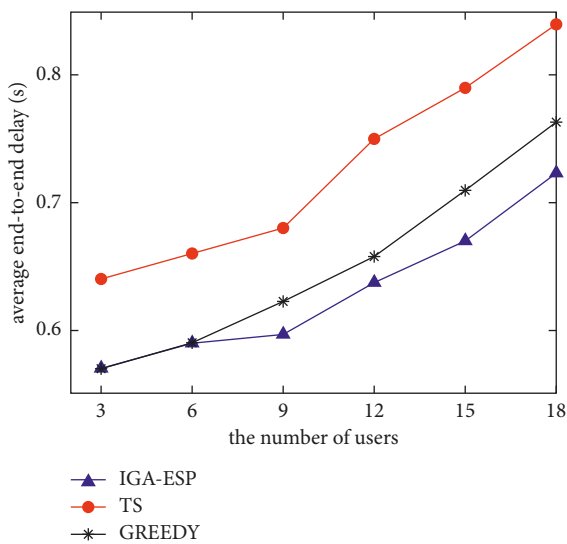 average end-to-end delay (s)
0.8
0.7
0.6
3 6 9 12 15 18
the number of users
IGA-ESP
TS
GREEDY